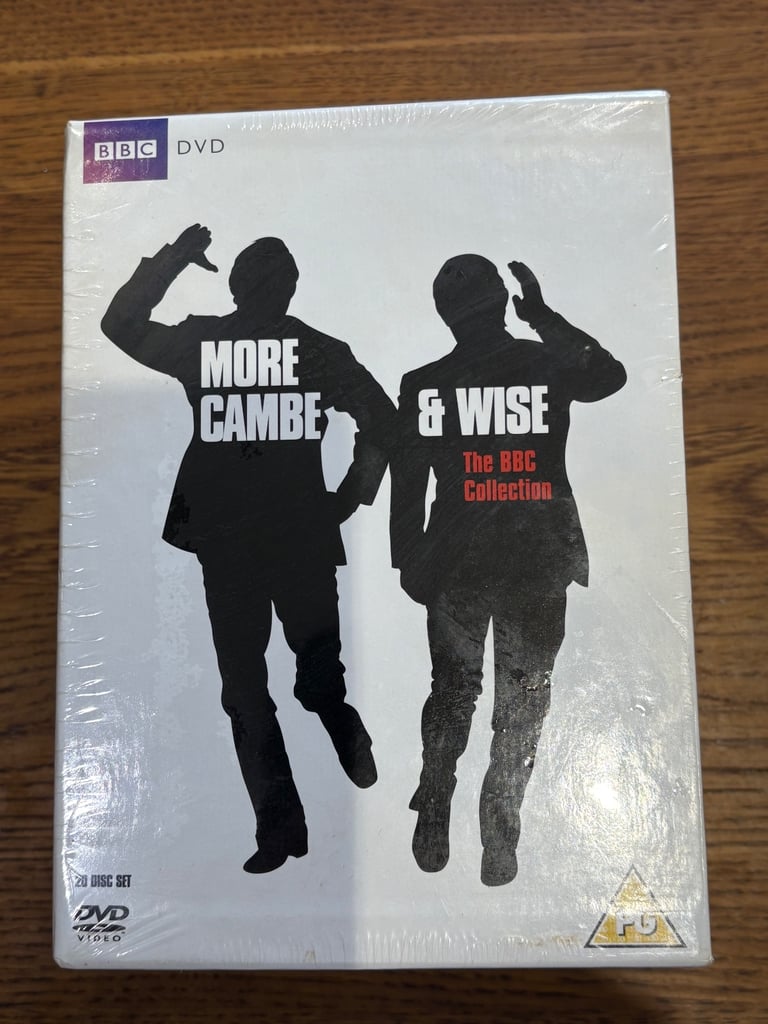 BBC DVD
MORE
CAMBE & WISE
The BBC
Collection
20 DISC SET
DVD
VIDEO
PG